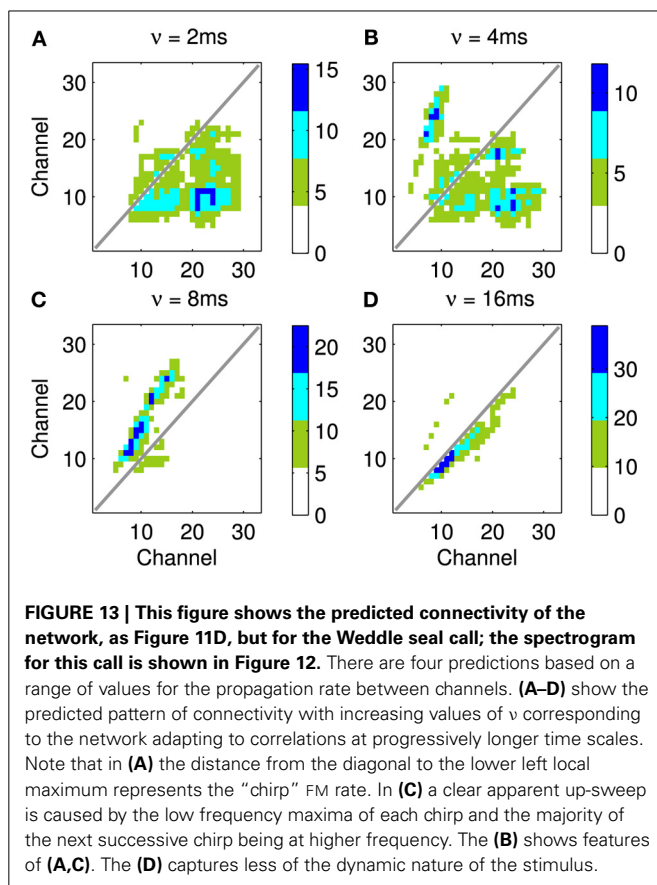 A
ν = 2ms
B
ν = 4ms
Channel
30
20
10
10 20 30
15
10
5
0
30
20
10
10 20 30
10
5
0
C
ν = 8ms
D
ν = 16ms
Channel
30
20
10
10 20 30
Channel
20
15
10
5
0
30
20
10
10 20 30
Channel
30
20
10
0
FIGURE 13 | This figure shows the predicted connectivity of the
network, as Figure 11D, but for the Weddle seal call; the spectrogram
for this call is shown in Figure 12. There are four predictions based on a
range of values for the propagation rate between channels. (A–D) show the
predicted pattern of connectivity with increasing values of ν corresponding
to the network adapting to correlations at progressively longer time scales.
Note that in (A) the distance from the diagonal to the lower left local
maximum represents the “chirp” FM rate. In (C) a clear apparent up-sweep
is caused by the low frequency maxima of each chirp and the majority of
the next successive chirp being at higher frequency. The (B) shows features
of (A,C). The (D) captures less of the dynamic nature of the stimulus.